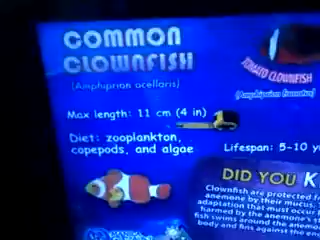 COMMON
CLOWNFISH
(Amphiprion ocellaris)
Max length: 11 cm (4 in)
Diet: zooplankton,
copepods, and algae
TOMATO CLOWNFISH
(Amphiprion frenatus)
Lifespan: 5-10
DID YOU
Clownfish are protected
anemone by their mucus.
adaptation that must occur
harmed by the anemone's
fish swims around the
body and fins against the